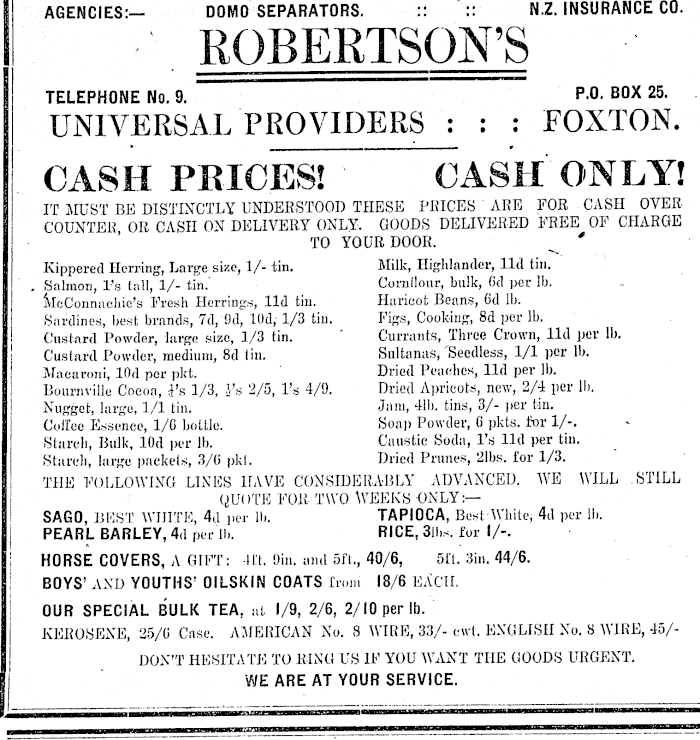 AGENCIES:— DOMO SEPARATORS. :: :: N.Z. INSURANCE CO.
ROBERTSON'S
TELEPHONE No. 9. P.O. BOX 25.
UNIVERSAL PROVIDERS : : : FOXTON.
CASH PRICES! CASH ONLY!
IT MUST BE DISTINCTLY UNDERSTOOD THESE PRICES ARE FOR CASH OVER
COUNTER, OR CASH ON DELIVERY ONLY. GOODS DELIVERED FREE OF CHARGE
TO YOUR DOOR.
Kippered Herring, Large size, 1/- tin.
Salmon, 1's tall, 1/- tin.
McConnachie's Fresh Herrings, 11d tin.
Sardines, best brands, 7d, 9d, 10d, 1/3 tin.
Custard Powder, large size, 1/3 tin.
Custard Powder, medium, 8d tin.
Macaroni, 10d per pkt.
Bournville Cocoa, ¼'s 1/3, ½'s 2/5, 1's 4/9.
Nugget, large, 1/1 tin.
Coffee Essence, 1/6 bottle.
Starch, Bulk, 10d per lb.
Starch, large packets, 3/6 pkt.
Milk, Highlander, 11d tin.
Cornflour, bulk, 6d per lb.
Haricot Beans, 6d lb.
Figs, Cooking, 8d per lb.
Currants, Three Crown, 11d per lb.
Sultanas, Seedless, 1/1 per lb.
Dried Peaches, 11d per lb.
Dried Apricots, new, 2/4 per lb.
Jam, 4lb. tins, 3/- per tin.
Soap Powder, 6 pkts. for 1/-.
Caustic Soda, 1's 11d per tin.
Dried Prunes, 2lbs. for 1/3.
THE FOLLOWING LINES HAVE CONSIDERABLY ADVANCED. WE WILL STILL
QUOTE FOR TWO WEEKS ONLY:—
SAGO, BEST WHITE, 4d per lb. TAPIOCA, Best White, 4d per lb.
PEARL BARLEY, 4d per lb. RICE, 3lbs. for 1/-.
HORSE COVERS, A GIFT: 4ft. 9in. and 5ft., 40/6, 5ft. 3in. 44/6.
BOYS' AND YOUTHS' OILSKIN COATS from 18/6 EACH.
OUR SPECIAL BULK TEA, at 1/9, 2/6, 2/10 per lb.
KEROSENE, 25/6 Case. AMERICAN No. 8 WIRE, 33/- cwt. ENGLISH No. 8 WIRE, 45/-
DON'T HESITATE TO RING US IF YOU WANT THE GOODS URGENT.
WE ARE AT YOUR SERVICE.